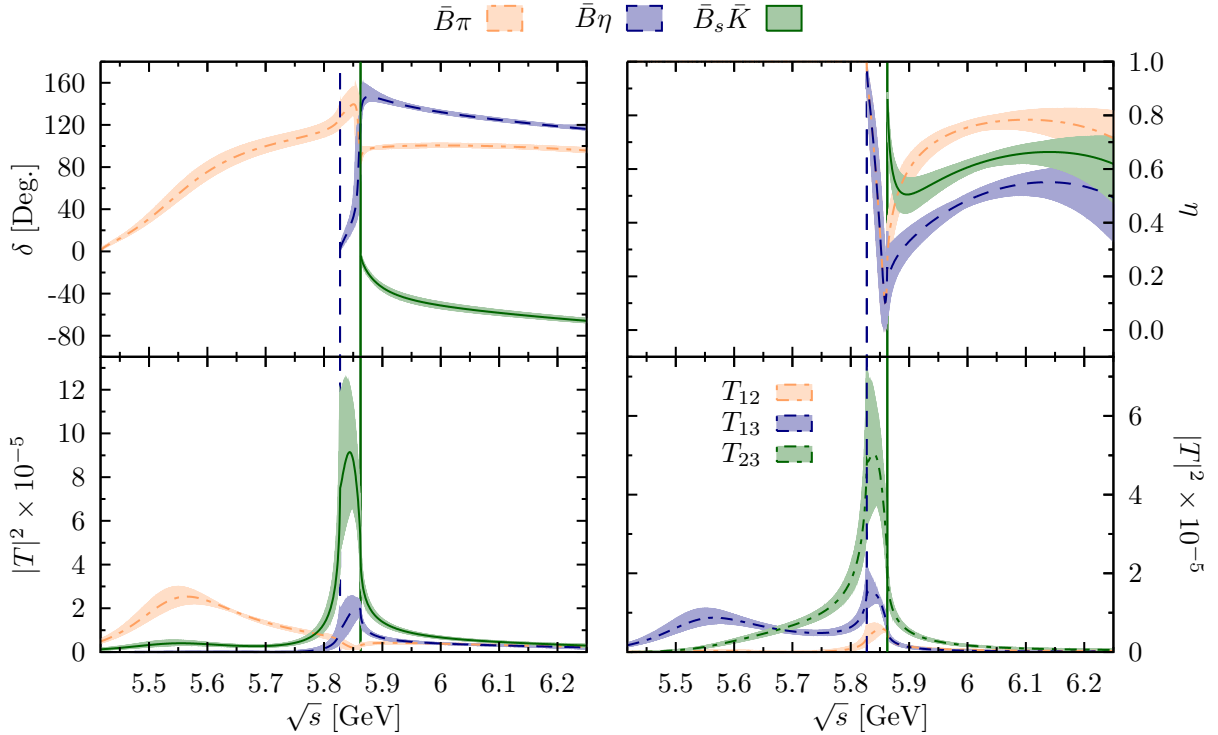 B̄π B̄η B̄ₛK̄
160
120
80
40
0
-40
-80
δ [Deg.]
1.0
0.8
0.6
0.4
0.2
0.0
η
12
10
8
6
4
2
0
|T|² × 10⁻⁵
T₁₂
T₁₃
T₂₃
6
4
2
0
|T|² × 10⁻⁵
5.5 5.6 5.7 5.8 5.9 6 6.1 6.2
√s [GeV]
5.5 5.6 5.7 5.8 5.9 6 6.1 6.2
√s [GeV]